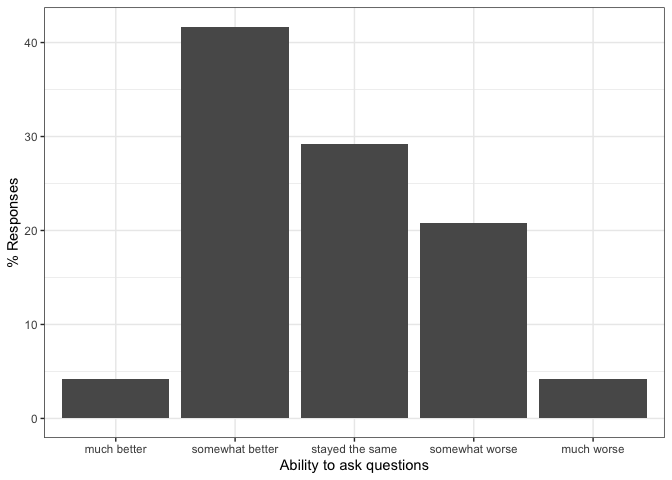 % Responses
40
30
20
10
0
much better
somewhat better
stayed the same
somewhat worse
much worse
Ability to ask questions